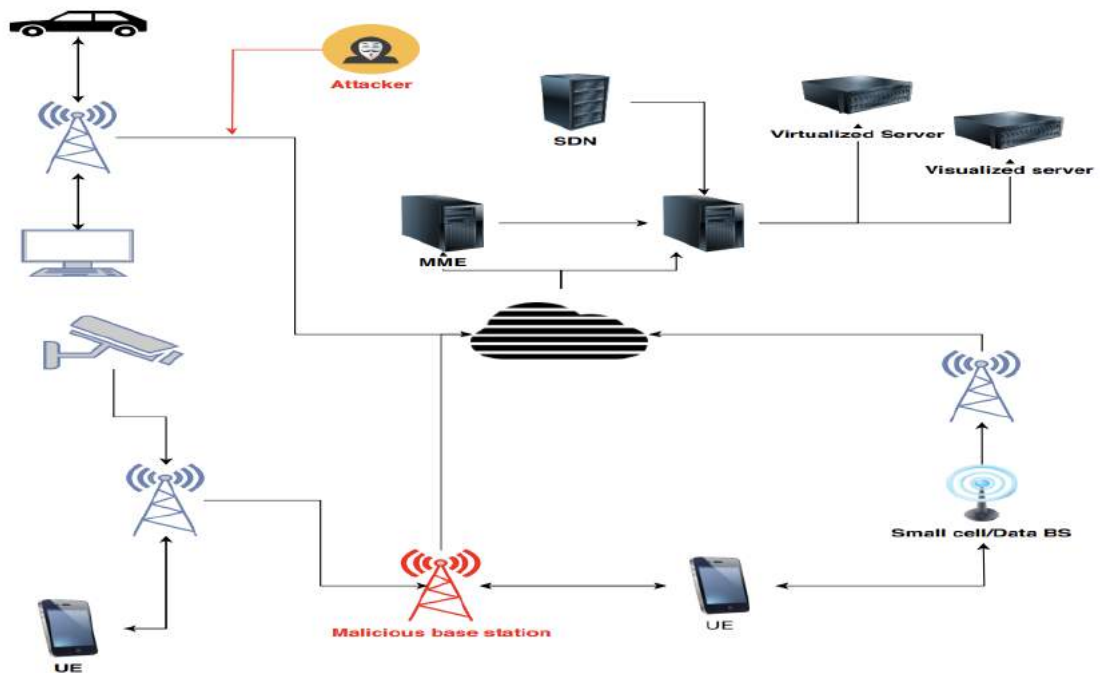 Attacker
SDN
Virtualized Server
Visualized server
MME
Small cell/Data BS
UE
Malicious base station
UE